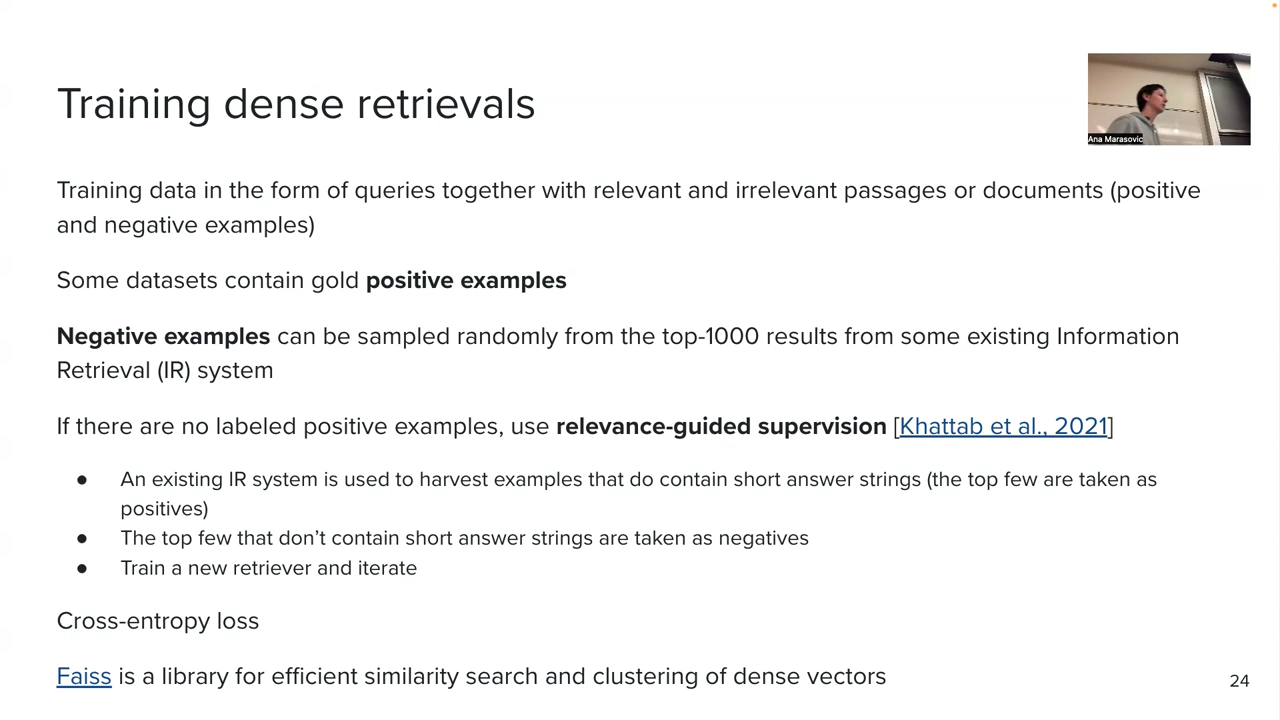 Training dense retrievals
Ana Marasovic
Training data in the form of queries together with relevant and irrelevant passages or documents (positive
and negative examples)
Some datasets contain gold positive examples
Negative examples can be sampled randomly from the top-1000 results from some existing Information
Retrieval (IR) system
If there are no labeled positive examples, use relevance-guided supervision [Khattab et al., 2021]
● An existing IR system is used to harvest examples that do contain short answer strings (the top few are taken as
positives)
● The top few that don’t contain short answer strings are taken as negatives
● Train a new retriever and iterate
Cross-entropy loss
Faiss is a library for efficient similarity search and clustering of dense vectors
24